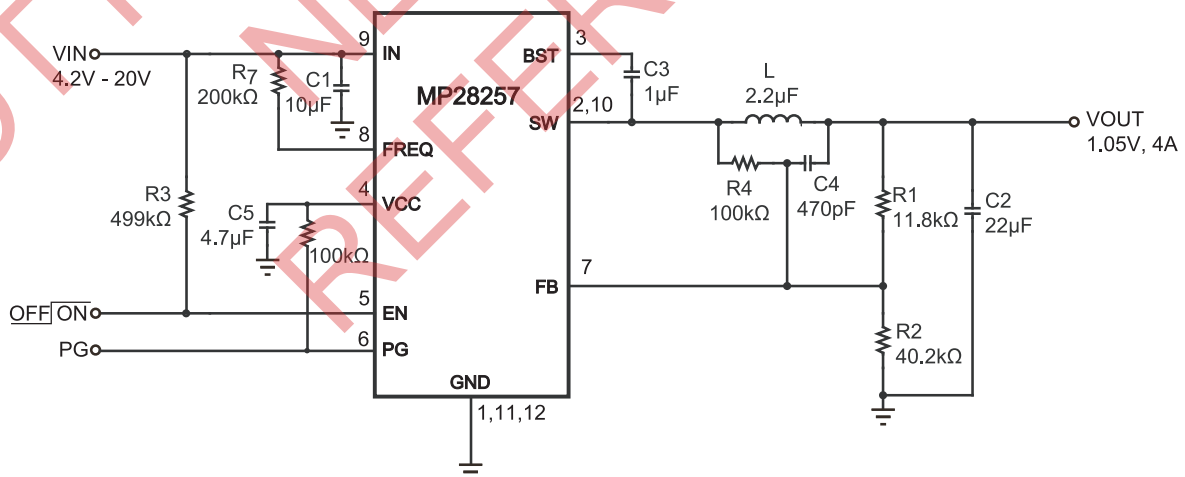 VIN
4.2V - 20V
R7
200kΩ
C1
10µF
9
IN
8
FREQ
R3
499kΩ
C5
4.7µF
100kΩ
4
VCC
OFF ON
5
EN
PG
6
PG
MP28257
GND
1,11,12
3
BST
C3
1µF
2,10
SW
L
2.2µF
R4
100kΩ
C4
470pF
R1
11.8kΩ
C2
22µF
VOUT
1.05V, 4A
7
FB
R2
40.2kΩ
REFER